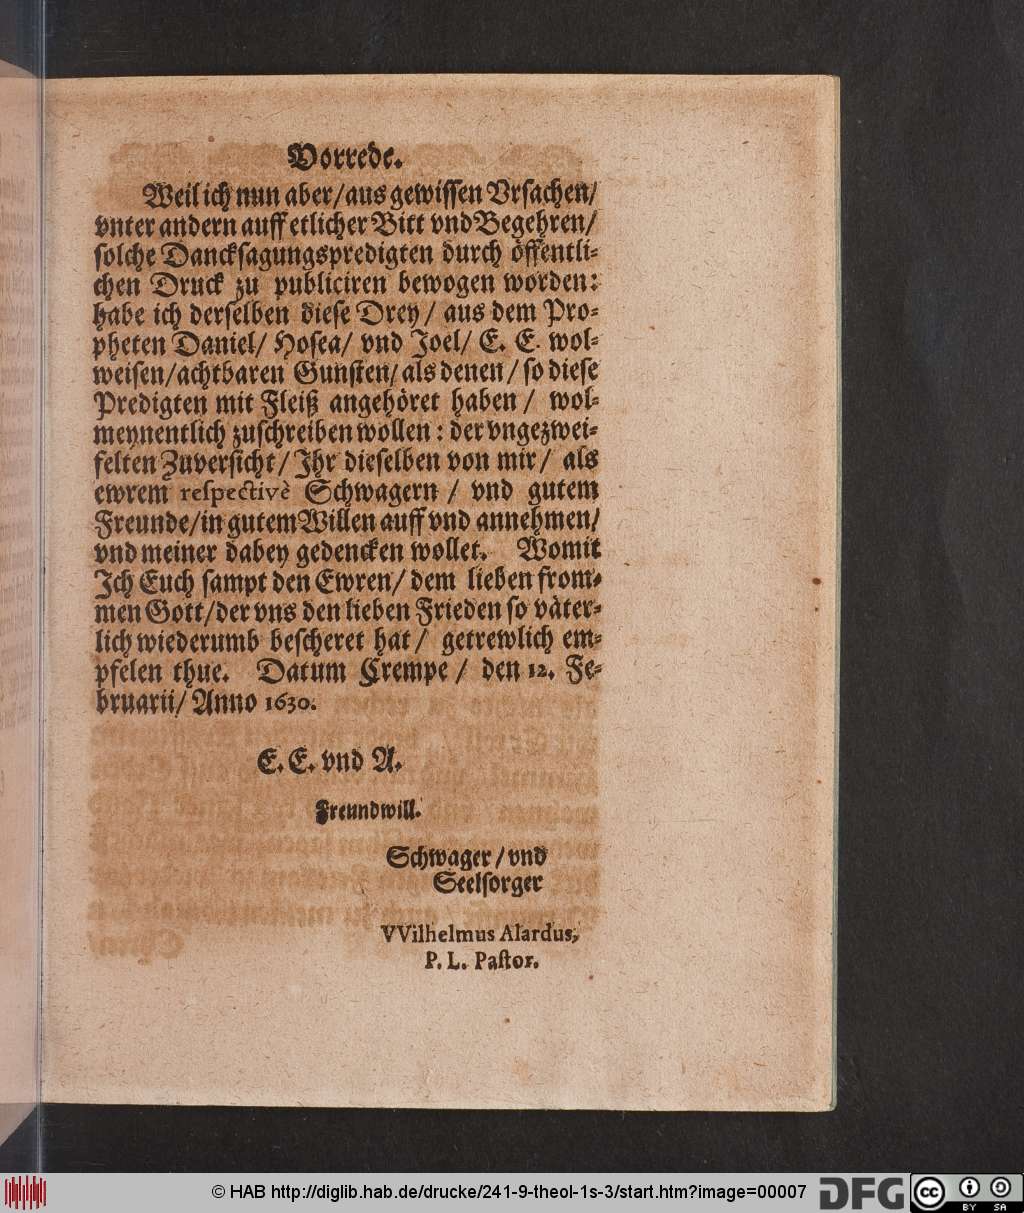 Vorrede.
Weil ich nun aber/aus gewissen Vrsachen/
vnter andern auff etlicher Bitt vnd Begehren/
solche Dancksagungspredigten durch öffentli-
chen Druck zu publiciren bewogen worden:
habe ich derselben diese Drey/ aus dem Pro-
pheten Daniel/ Hosea/ vnd Joel/ E. E. wol-
weisen/achtbaren Gunsten/als denen/ so diese
Predigten mit Fleiß angehöret haben/ wol-
meynentlich zuschreiben wollen: der vngezwei-
felten Zuversicht/ Ihr dieselben von mir/ als
ewrem respectivè Schwagern/ vnd gutem
Freunde/in gutem Willen auff vnd annehmen/
vnd meiner dabey gedencken wollet. Womit
Ich Euch sampt den Ewren/ dem lieben from-
men Gott/der vns den lieben Frieden so väter-
lich wiederumb bescheret hat/ getrewlich em-
pfelen thue. Datum Crempe/ den 12. Fe-
bruarii/ Anno 1630.
E. E. vnd A.
Freundwill.
Schwager/vnd
Seelsorger
VVilhelmus Alardus,
P. L. Pastor.
© HAB http://diglib.hab.de/drucke/241-9-theol-1s-3/start.htm?image=00007
DFG
cc BY SA